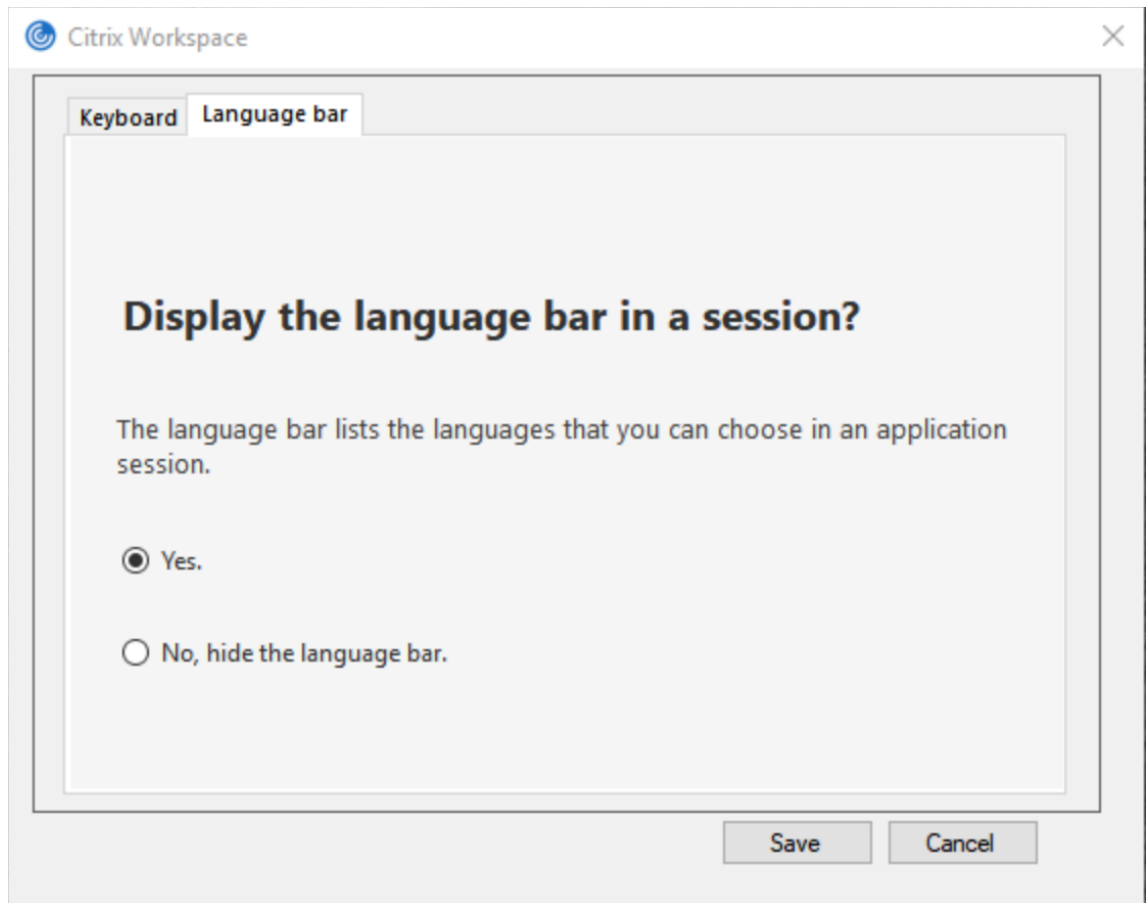 Citrix Workspace
Keyboard
Language bar
Display the language bar in a session?
The language bar lists the languages that you can choose in an application
session.
Yes.
No, hide the language bar.
Save
Cancel